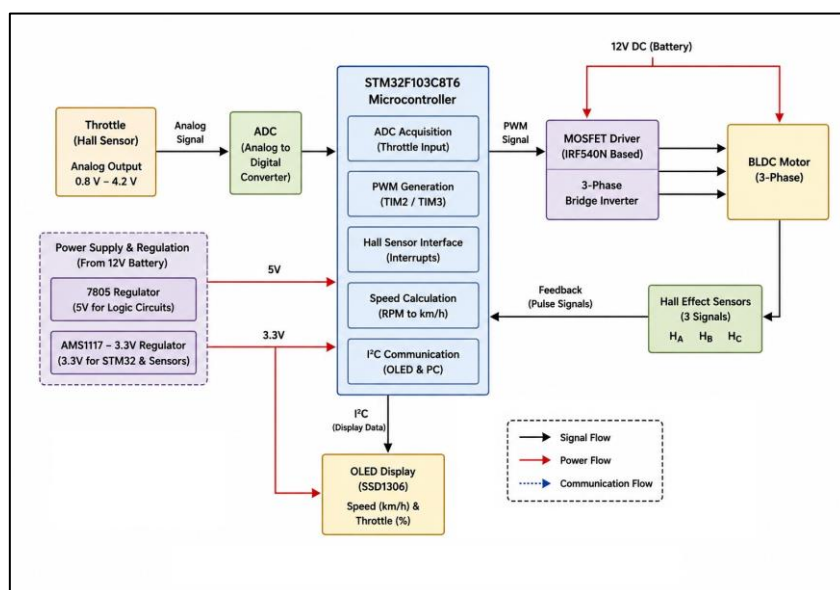 12V DC (Battery)
Throttle
(Hall Sensor)
Analog Output
0.8 V – 4.2 V
Analog
Signal
ADC
(Analog to
Digital
Converter)
STM32F103C8T6
Microcontroller
ADC Acquisition
(Throttle Input)
PWM Generation
(TIM2 / TIM3)
Hall Sensor Interface
(Interrupts)
Speed Calculation
(RPM to km/h)
I²C Communication
(OLED & PC)
PWM
Signal
MOSFET Driver
(IRF540N Based)
3-Phase
Bridge Inverter
BLDC Motor
(3-Phase)
Power Supply & Regulation
(From 12V Battery)
7805 Regulator
(5V for Logic Circuits)
AMS1117 – 3.3V Regulator
(3.3V for STM32 & Sensors)
5V
3.3V
Feedback
(Pulse Signals)
Hall Effect Sensors
(3 Signals)
H_A H_B H_C
I²C
(Display Data)
OLED Display
(SSD1306)
Speed (km/h) &
Throttle (%)
Signal Flow
Power Flow
Communication Flow